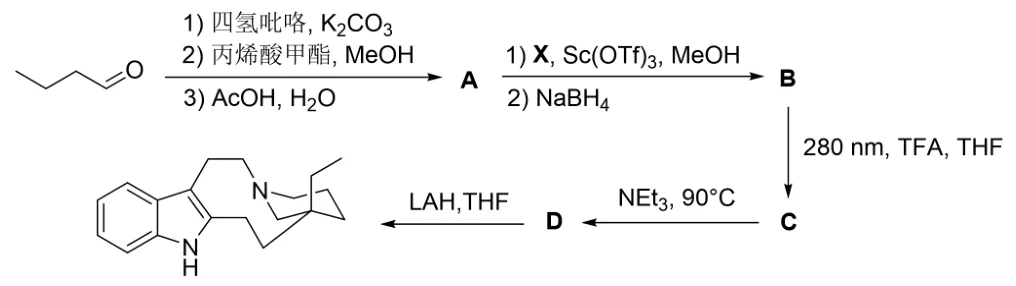 1) 四氢吡咯, K₂CO₃
2) 丙烯酸甲酯, MeOH
3) AcOH, H₂O
O
A
1) X, Sc(OTf)₃, MeOH
2) NaBH₄
B
280 nm, TFA, THF
C
NEt₃, 90°C
D
LAH,THF
N
N
H